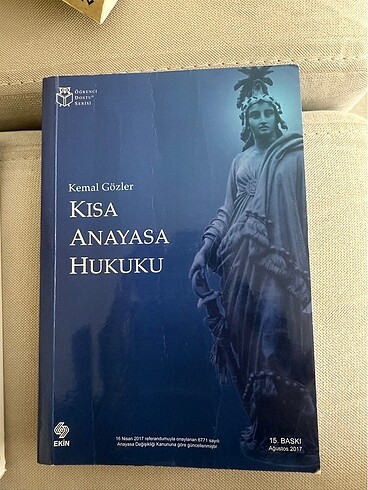 ÖĞRENCİ
DOSTU®
SERİSİ
Kemal Gözler
KISA
ANAYASA
HUKUKU
EKİN
16 Nisan 2017 referandumuyla onaylanan 6771 sayılı
Anayasa Değişikliği Kanununa göre güncellenmiştir.
15. BASKI
Ağustos 2017